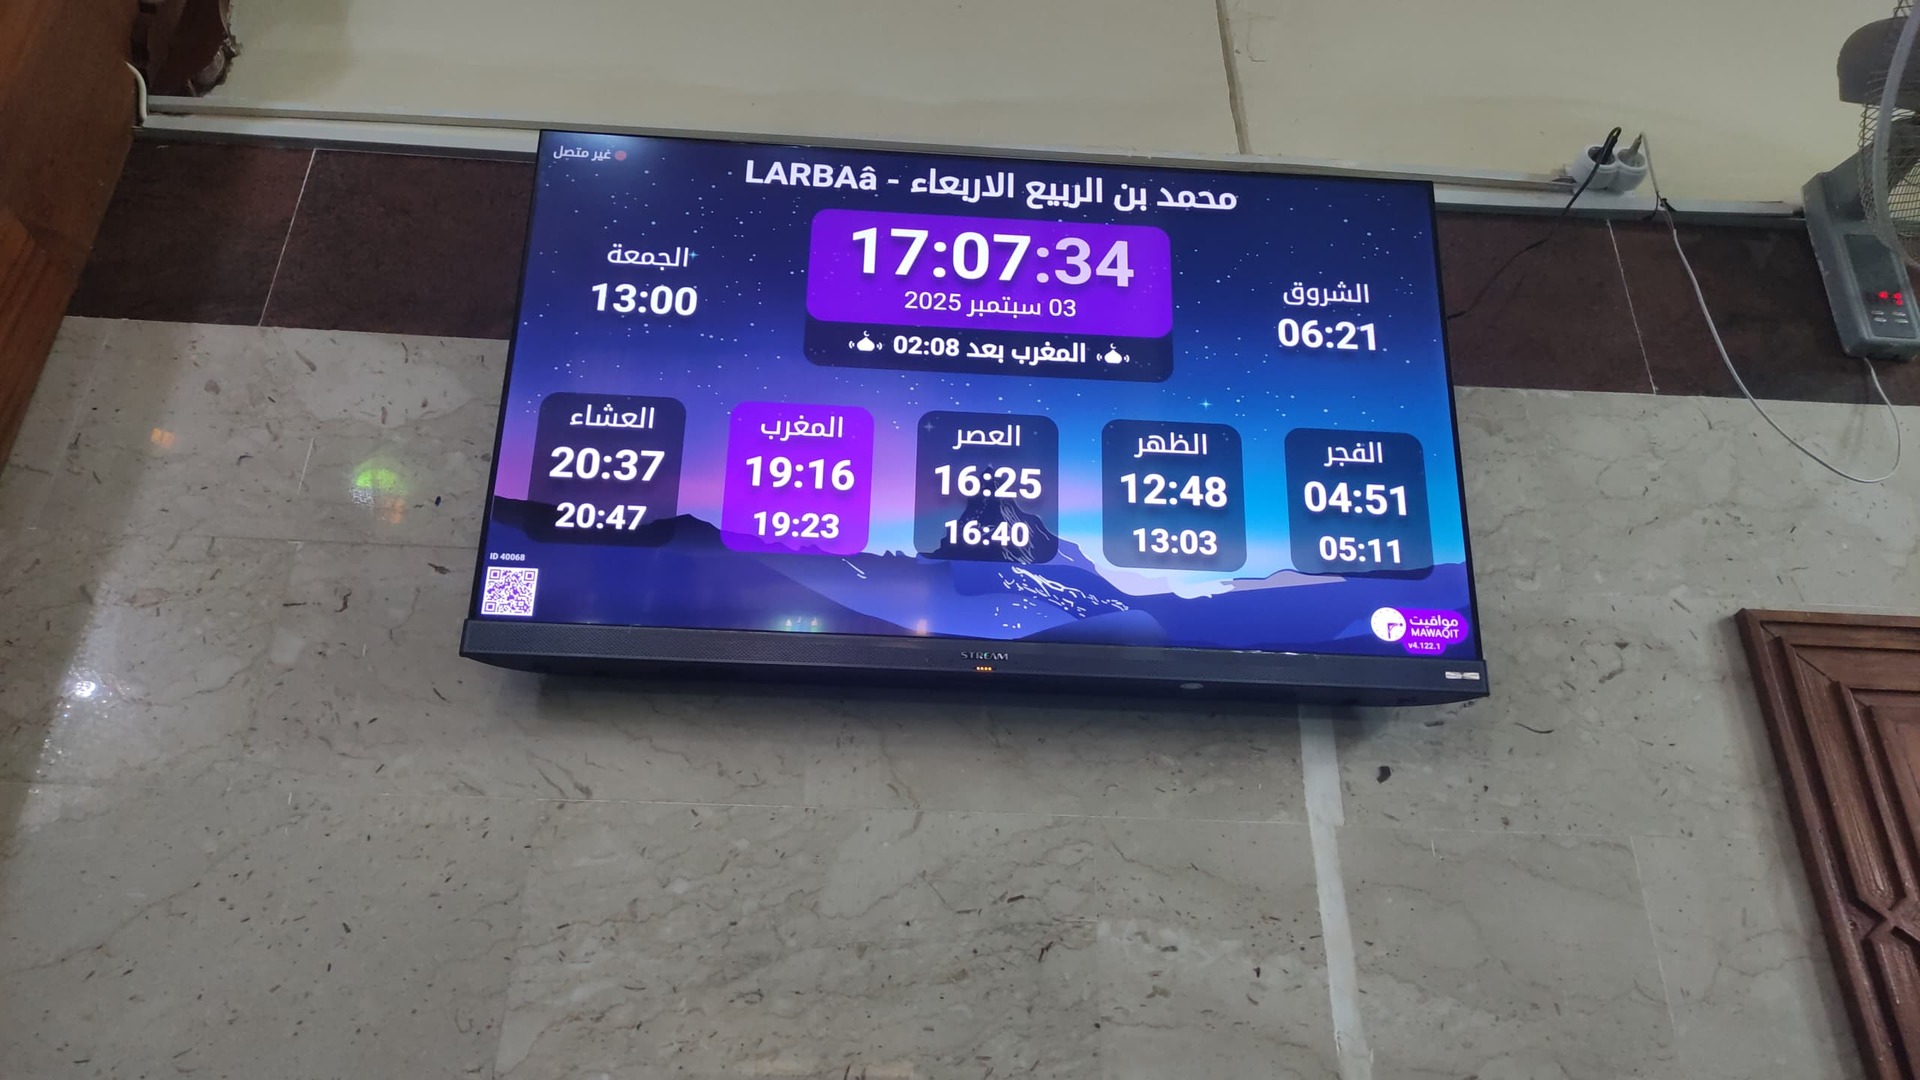 غير متصل
محمد بن الربيع الاربعاء - LARBAâ
17:07:34
03 سبتمبر 2025
المغرب بعد 02:08
الشروق
06:21
الجمعة
13:00
الفجر
04:51
05:11
الظهر
12:48
13:03
العصر
16:25
16:40
المغرب
19:16
19:23
العشاء
20:37
20:47
ID 40068
مواقيت
MAWAQIT
v4.122.1
STREAM